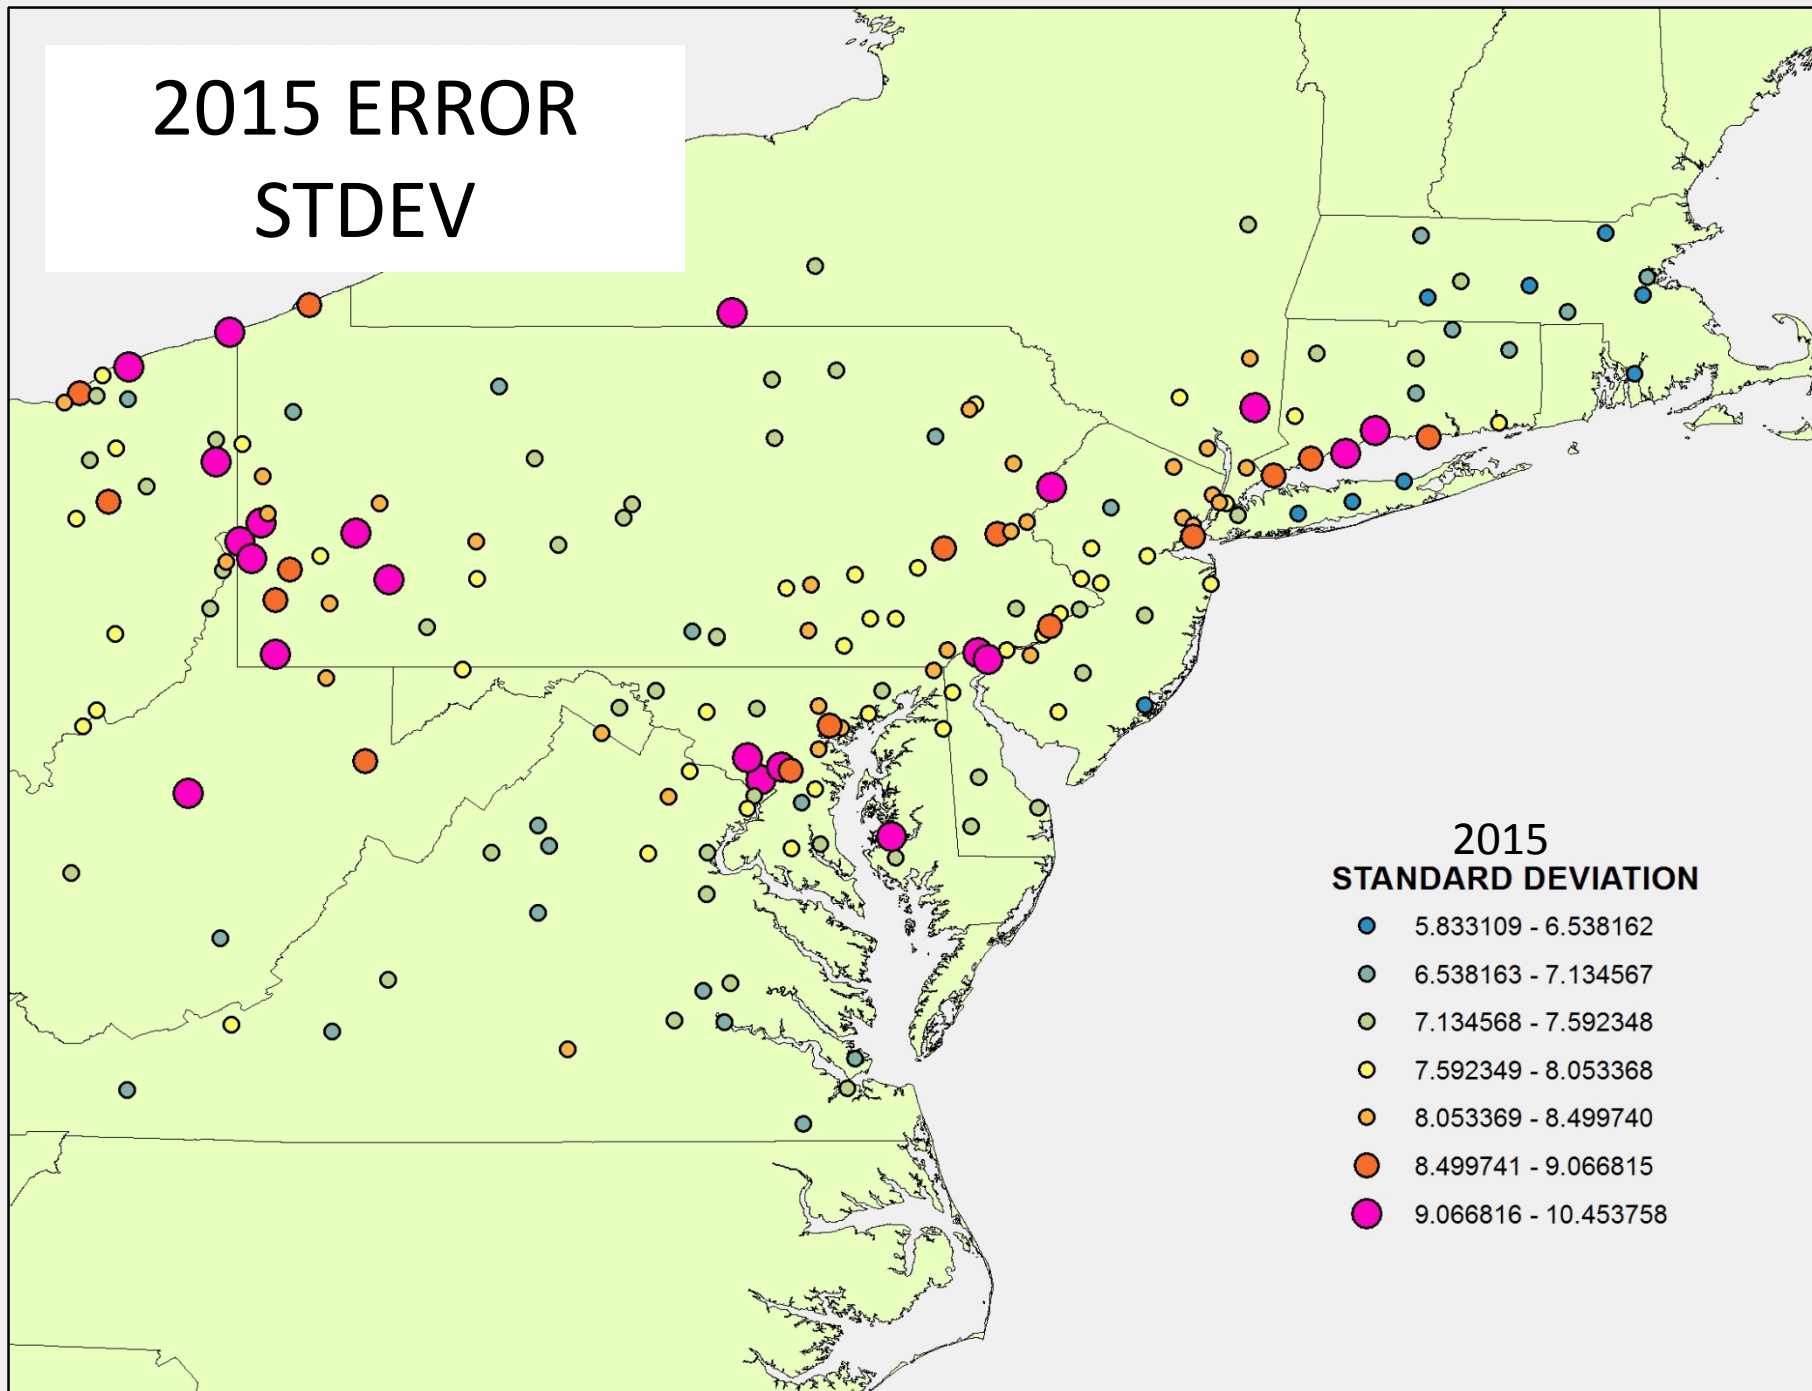 2015 ERROR
STDEV
2015
STANDARD DEVIATION
5.833109 - 6.538162
6.538163 - 7.134567
7.134568 - 7.592348
7.592349 - 8.053368
8.053369 - 8.499740
8.499741 - 9.066815
9.066816 - 10.453758